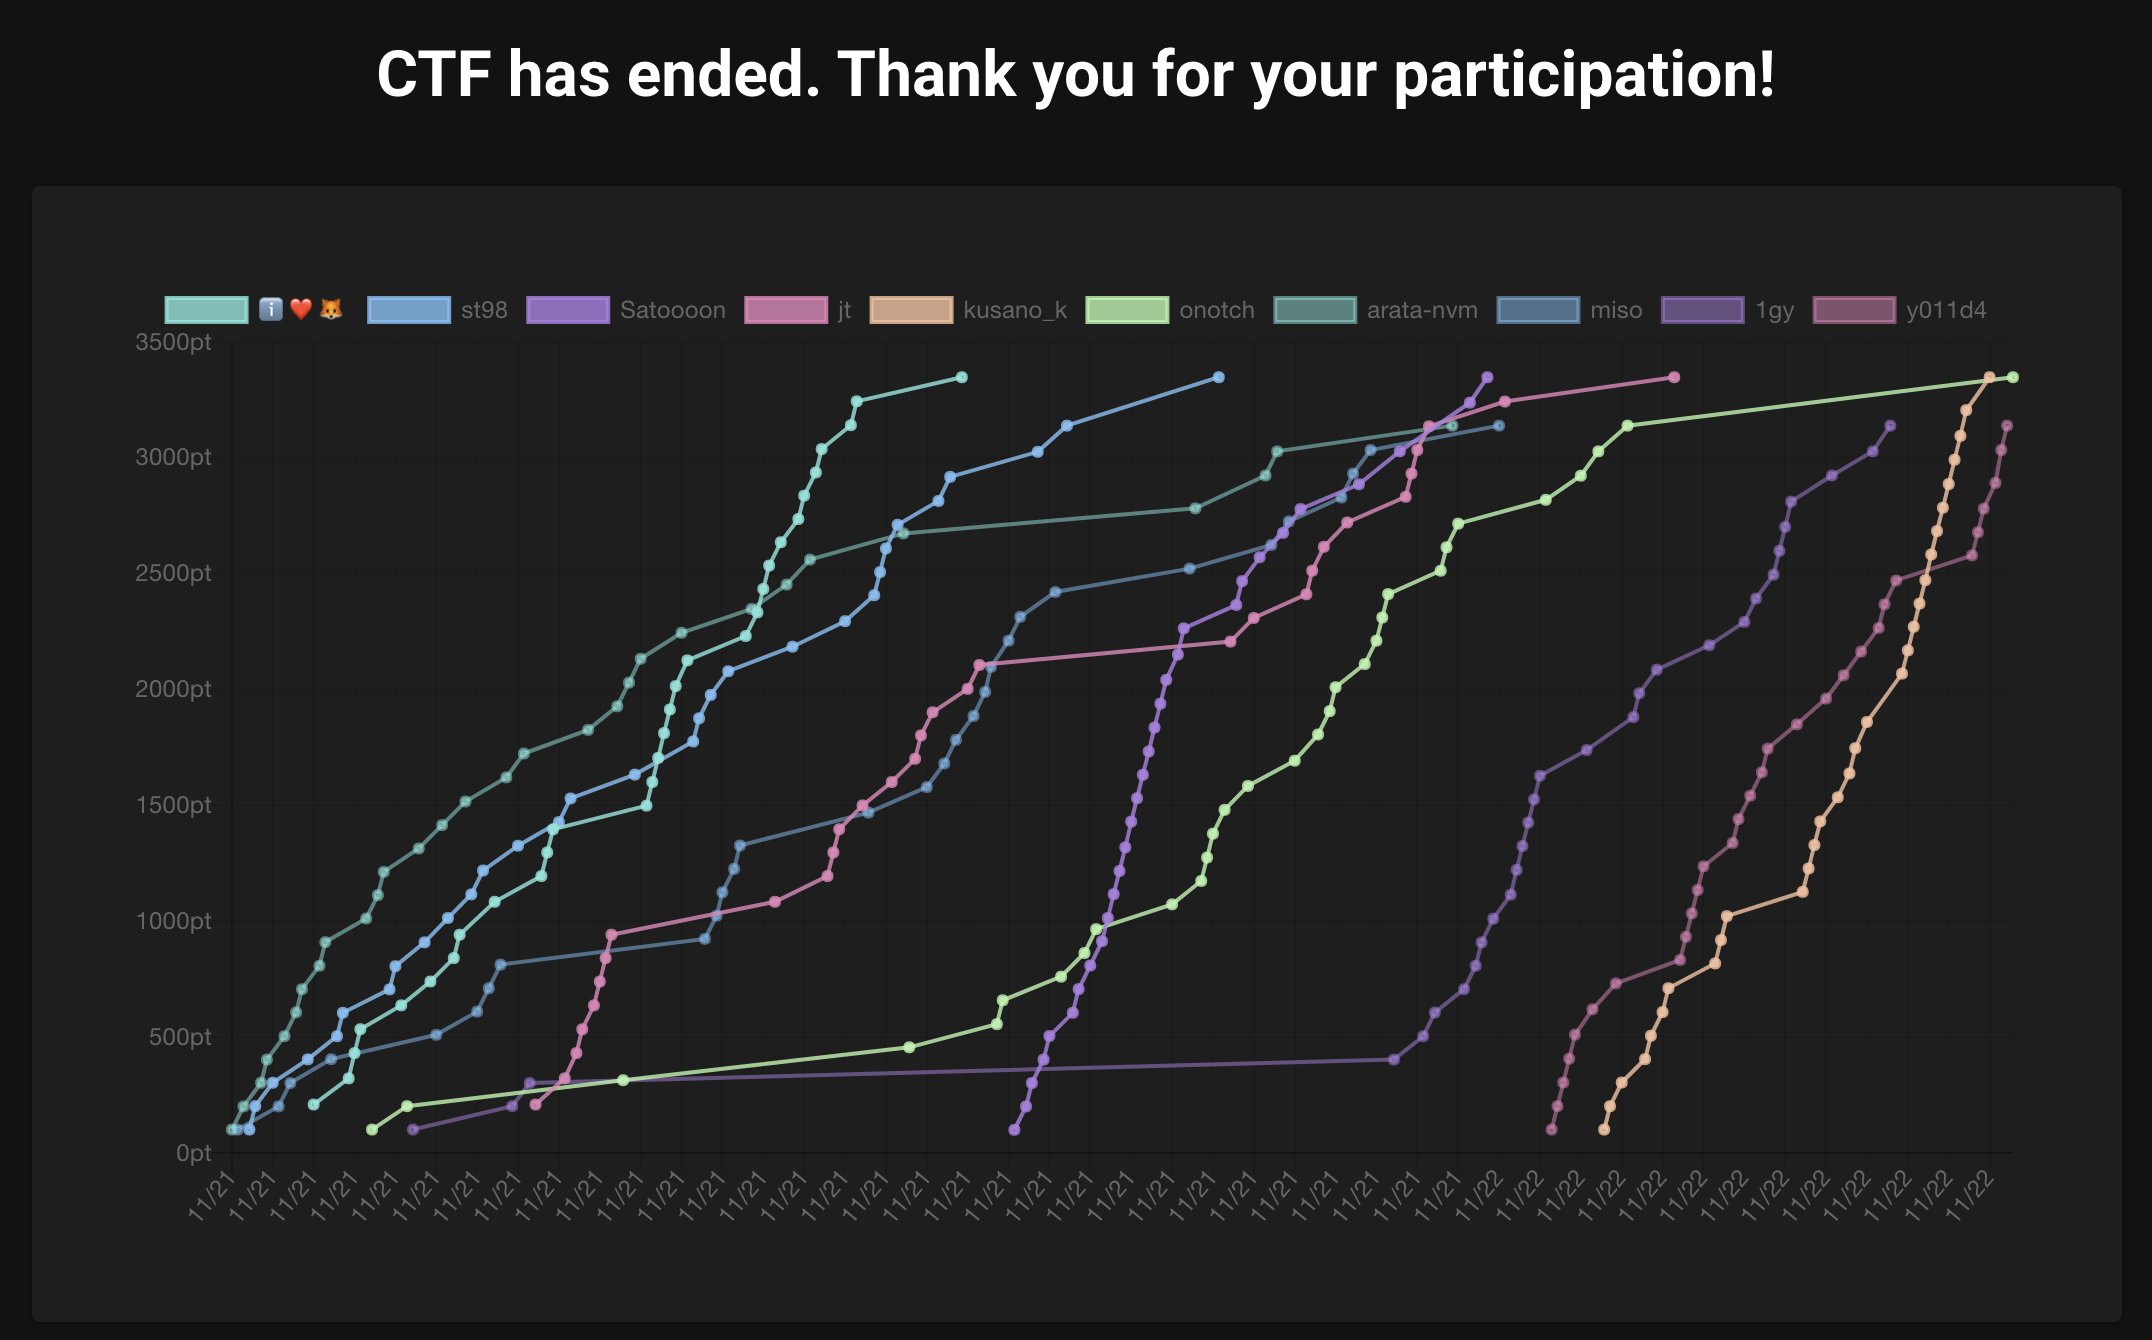 CTF has ended. Thank you for your participation!
ℹ️❤️🦊 st98 Satoooon jt kusano_k onotch arata-nvm miso 1gy y011d4
3500pt
3000pt
2500pt
2000pt
1500pt
1000pt
500pt
0pt
11/21 11/21 11/21 11/21 11/21 11/21 11/21 11/21 11/21 11/21 11/21 11/21 11/21 11/21 11/21 11/21 11/21 11/21 11/21 11/21 11/21 11/21 11/21 11/21 11/21 11/21 11/21 11/21 11/21 11/21 11/21 11/22 11/22 11/22 11/22 11/22 11/22 11/22 11/22 11/22 11/22 11/22 11/22 11/22